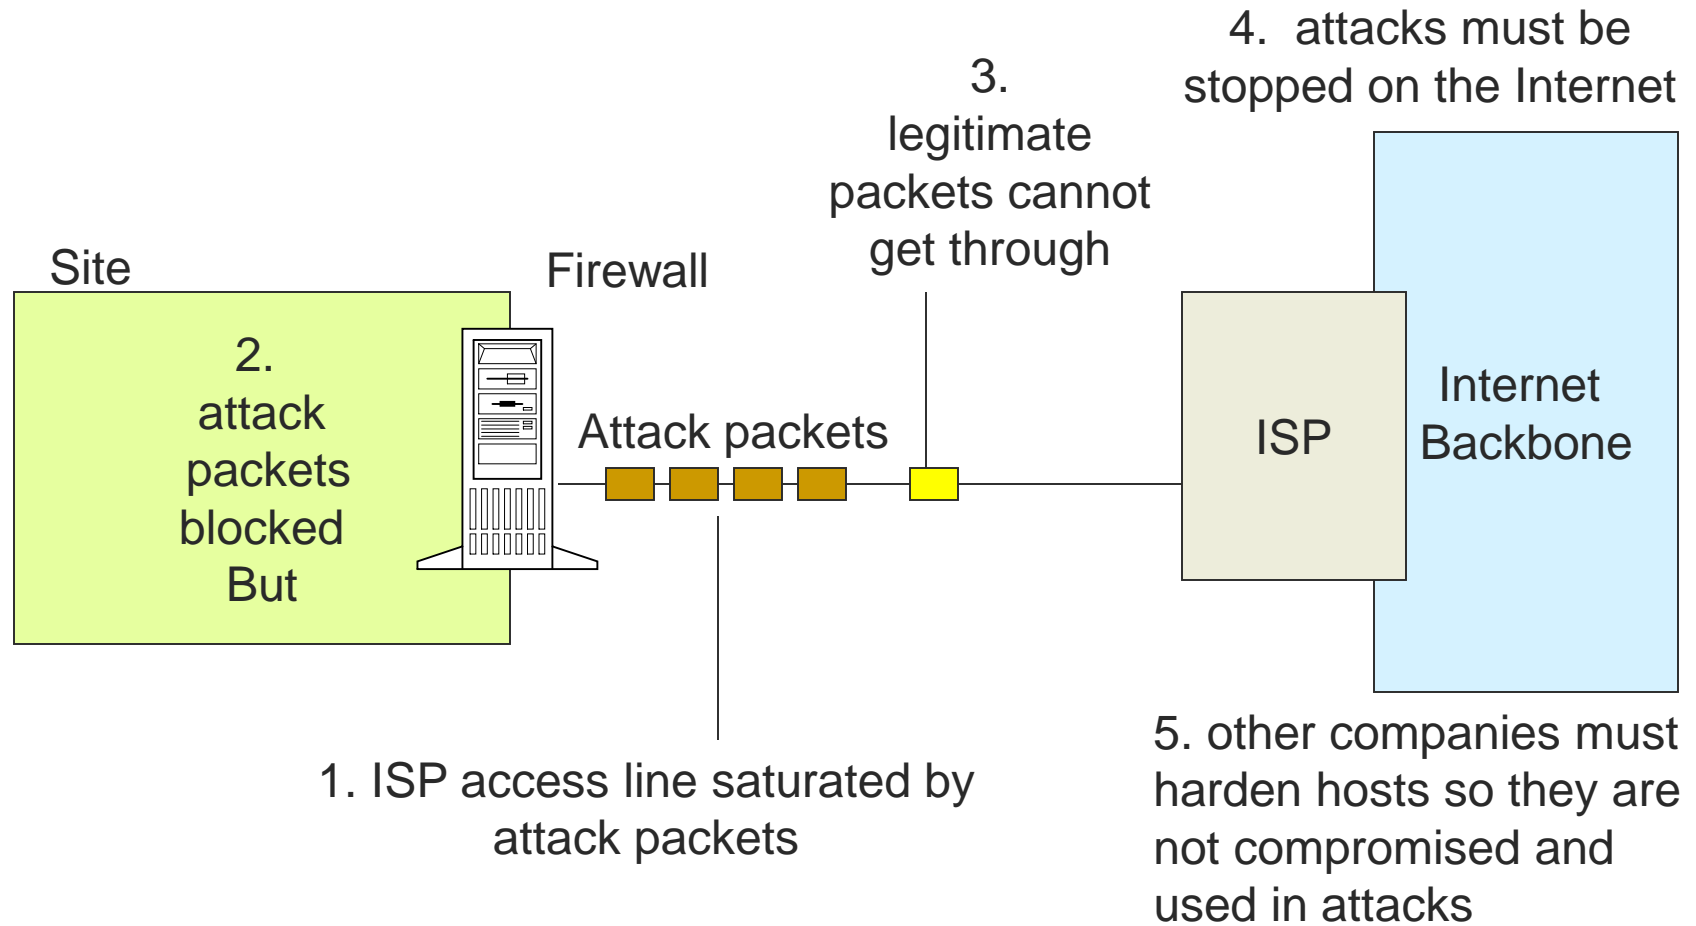 4. attacks must be
stopped on the Internet
3.
legitimate
packets cannot
get through
Site
Firewall
2.
attack
packets
blocked
But
Attack packets
ISP
Internet
Backbone
1. ISP access line saturated by
attack packets
5. other companies must
harden hosts so they are
not compromised and
used in attacks